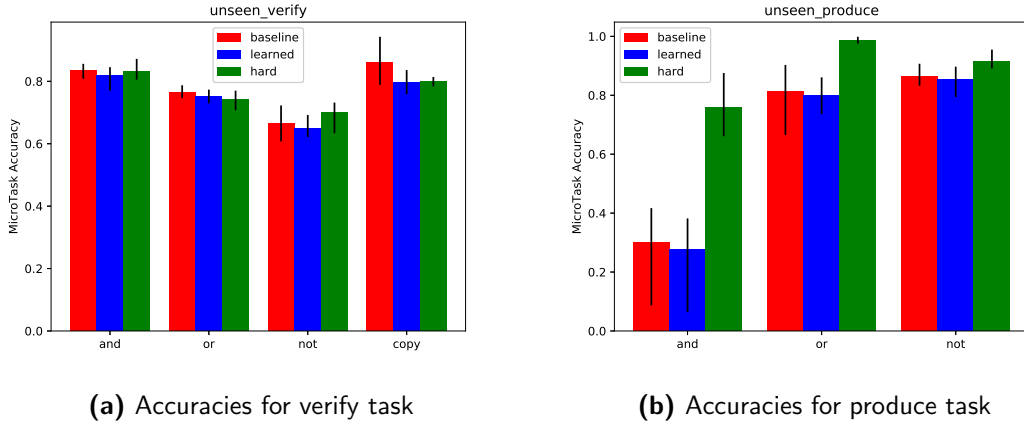 unseen_verify
baseline
learned
hard
MicroTask Accuracy
0.8
0.6
0.4
0.2
0.0
and or not copy
(a) Accuracies for verify task
unseen_produce
baseline
learned
hard
MicroTask Accuracy
1.0
0.8
0.6
0.4
0.2
0.0
and or not
(b) Accuracies for produce task